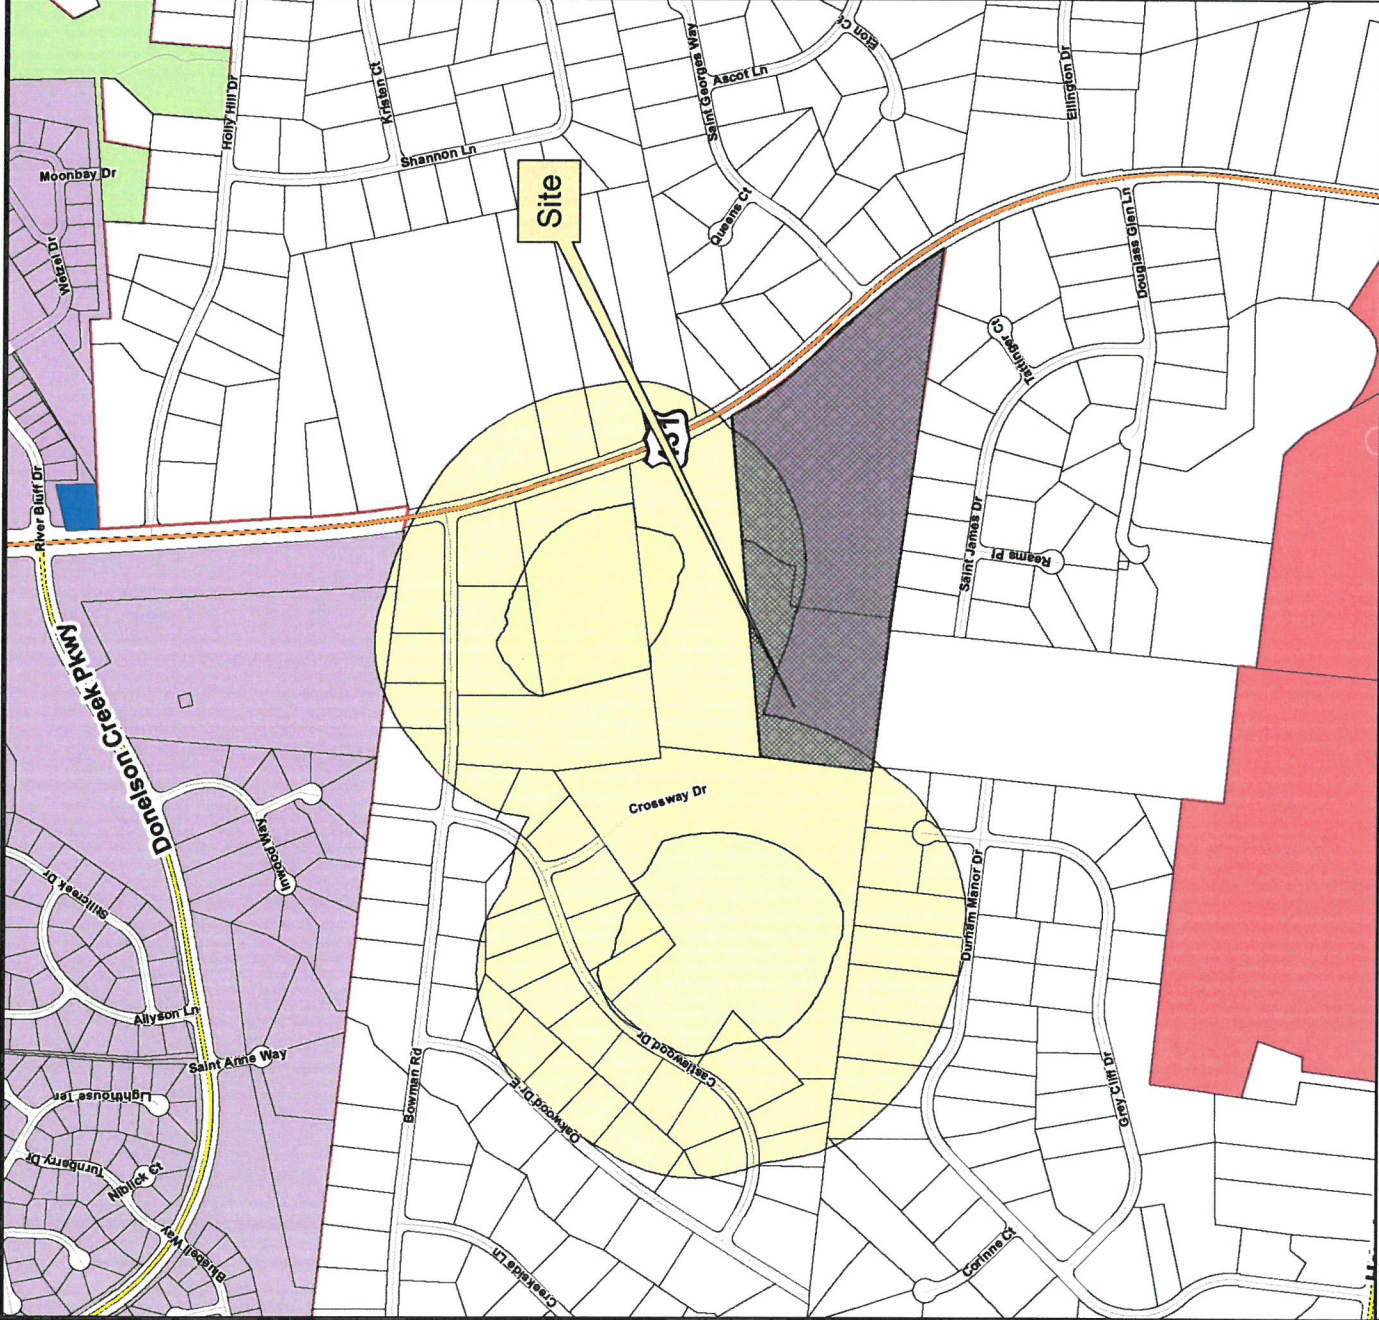 Holly Hill Dr
Kristen Ct
Shannon Ln
Saint Georges Way
Ascot Ln
Eton Ct
Ellington Dr
Moonbay Dr
Wetzel Dr
Site
Queens Ct
Douglass Glen Ln
Tattinger Ct
River Bluff Dr
Saint James Dr
Reams Pl
Donelson Creek Pkwy
Crossway Dr
Inwood Way
Stillcreek Dr
Durham Manor Dr
Allyson Ln
Saint Anne Way
Castlewood Dr
Bowman Rd
Oakwood Dr E
Grey Cliff Dr
Lighthouse Ter
Turnberry Dr
Niblick Ct
Bluebell Way
Creekside Ln
Corinne Ct